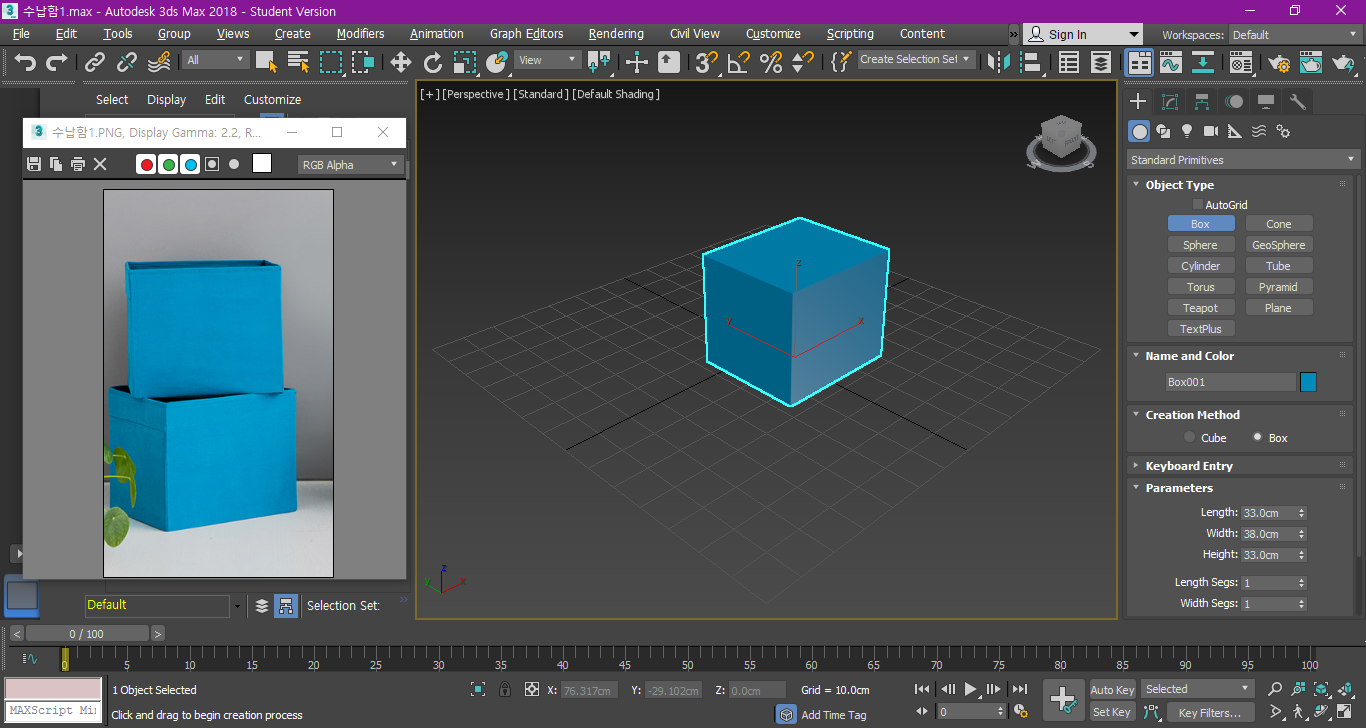 수납함1.max - Autodesk 3ds Max 2018 - Student Version
File Edit Tools Group Views Create Modifiers Animation Graph Editors Rendering Civil View Customize Scripting Content » Sign In Workspaces: Default
All View Create Selection Set
Select Display Edit Customize
수납함1.PNG, Display Gamma: 2.2, R...
RGB Alpha
[+] [Perspective] [Standard] [Default Shading]
z
y x
z
y x
Standard Primitives
Object Type
AutoGrid
Box Cone
Sphere GeoSphere
Cylinder Tube
Torus Pyramid
Teapot Plane
TextPlus
Name and Color
Box001
Creation Method
Cube Box
Keyboard Entry
Parameters
Length: 33.0cm
Width: 38.0cm
Height: 33.0cm
Length Segs: 1
Width Segs: 1
Default Selection Set: »
< 0 / 100 >
0 5 10 15 20 25 30 35 40 45 50 55 60 65 70 75 80 85 90 95 100
MAXScript Mi
1 Object Selected X: 76.317cm Y: -29.102cm Z: 0.0cm Grid = 10.0cm
Click and drag to begin creation process Add Time Tag
0
Auto Key Selected
Set Key Key Filters...